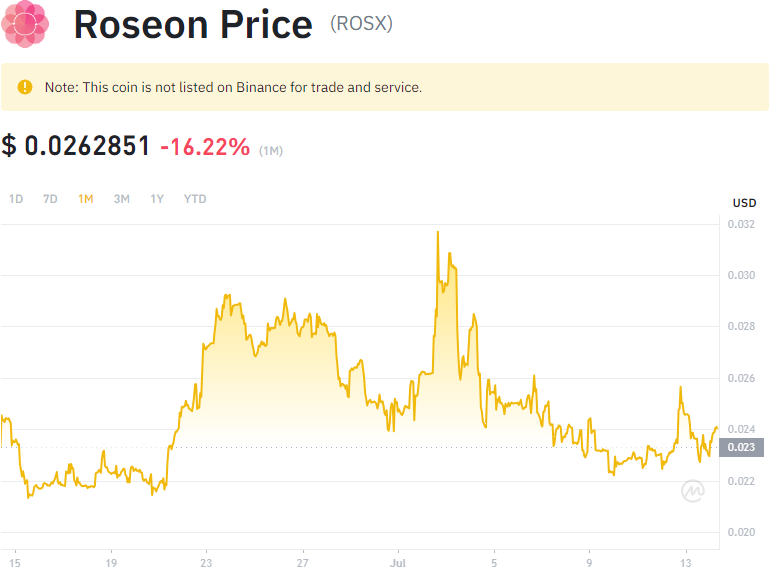 Roseon Price (ROSX)
Note: This coin is not listed on Binance for trade and service.
$ 0.0262851 -16.22% (1M)
1D 7D 1M 3M 1Y YTD
USD
0.032
0.030
0.028
0.026
0.024
0.023
0.022
0.020
15 19 23 27 Jul 5 9 13